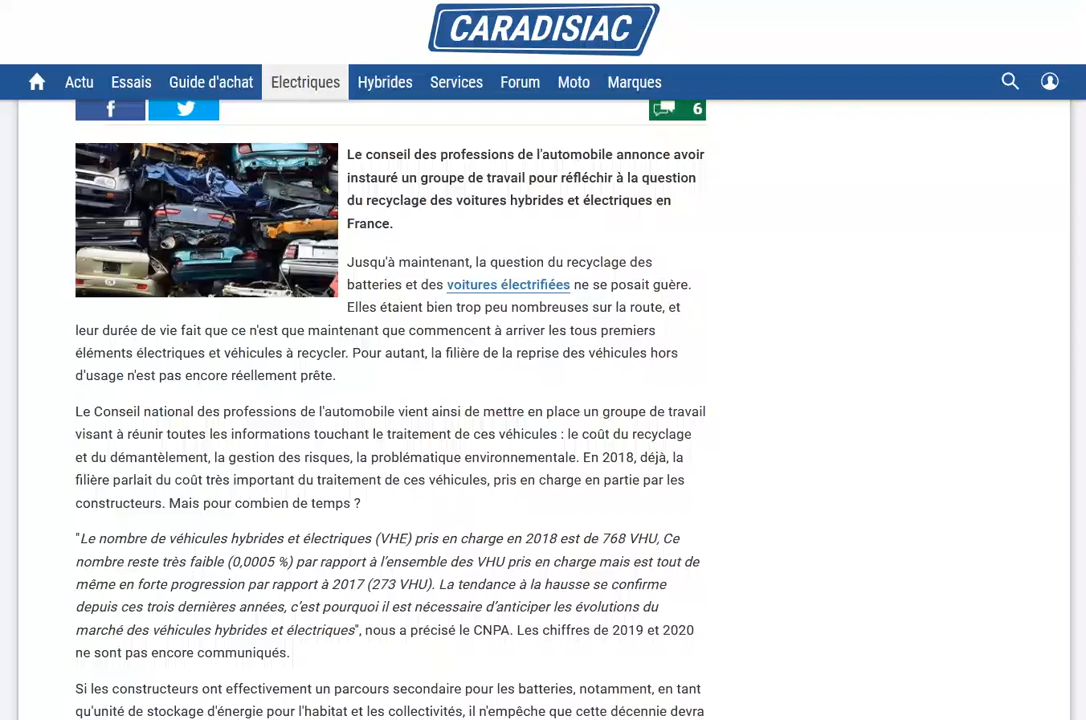 CARADISIAC
Actu Essais Guide d'achat Electriques Hybrides Services Forum Moto Marques
6
Le conseil des professions de l'automobile annonce avoir
instauré un groupe de travail pour réfléchir à la question
du recyclage des voitures hybrides et électriques en
France.
Jusqu'à maintenant, la question du recyclage des
batteries et des voitures électrifiées ne se posait guère.
Elles étaient bien trop peu nombreuses sur la route, et
leur durée de vie fait que ce n'est que maintenant que commencent à arriver les tous premiers
éléments électriques et véhicules à recycler. Pour autant, la filière de la reprise des véhicules hors
d'usage n'est pas encore réellement prête.
Le Conseil national des professions de l'automobile vient ainsi de mettre en place un groupe de travail
visant à réunir toutes les informations touchant le traitement de ces véhicules : le coût du recyclage
et du démantèlement, la gestion des risques, la problématique environnementale. En 2018, déjà, la
filière parlait du coût très important du traitement de ces véhicules, pris en charge en partie par les
constructeurs. Mais pour combien de temps ?
"Le nombre de véhicules hybrides et électriques (VHE) pris en charge en 2018 est de 768 VHU, Ce
nombre reste très faible (0,0005 %) par rapport à l’ensemble des VHU pris en charge mais est tout de
même en forte progression par rapport à 2017 (273 VHU). La tendance à la hausse se confirme
depuis ces trois dernières années, c’est pourquoi il est nécessaire d’anticiper les évolutions du
marché des véhicules hybrides et électriques", nous a précisé le CNPA. Les chiffres de 2019 et 2020
ne sont pas encore communiqués.
Si les constructeurs ont effectivement un parcours secondaire pour les batteries, notamment, en tant
qu'unité de stockage d'énergie pour l'habitat et les collectivités, il n'empêche que cette décennie devra